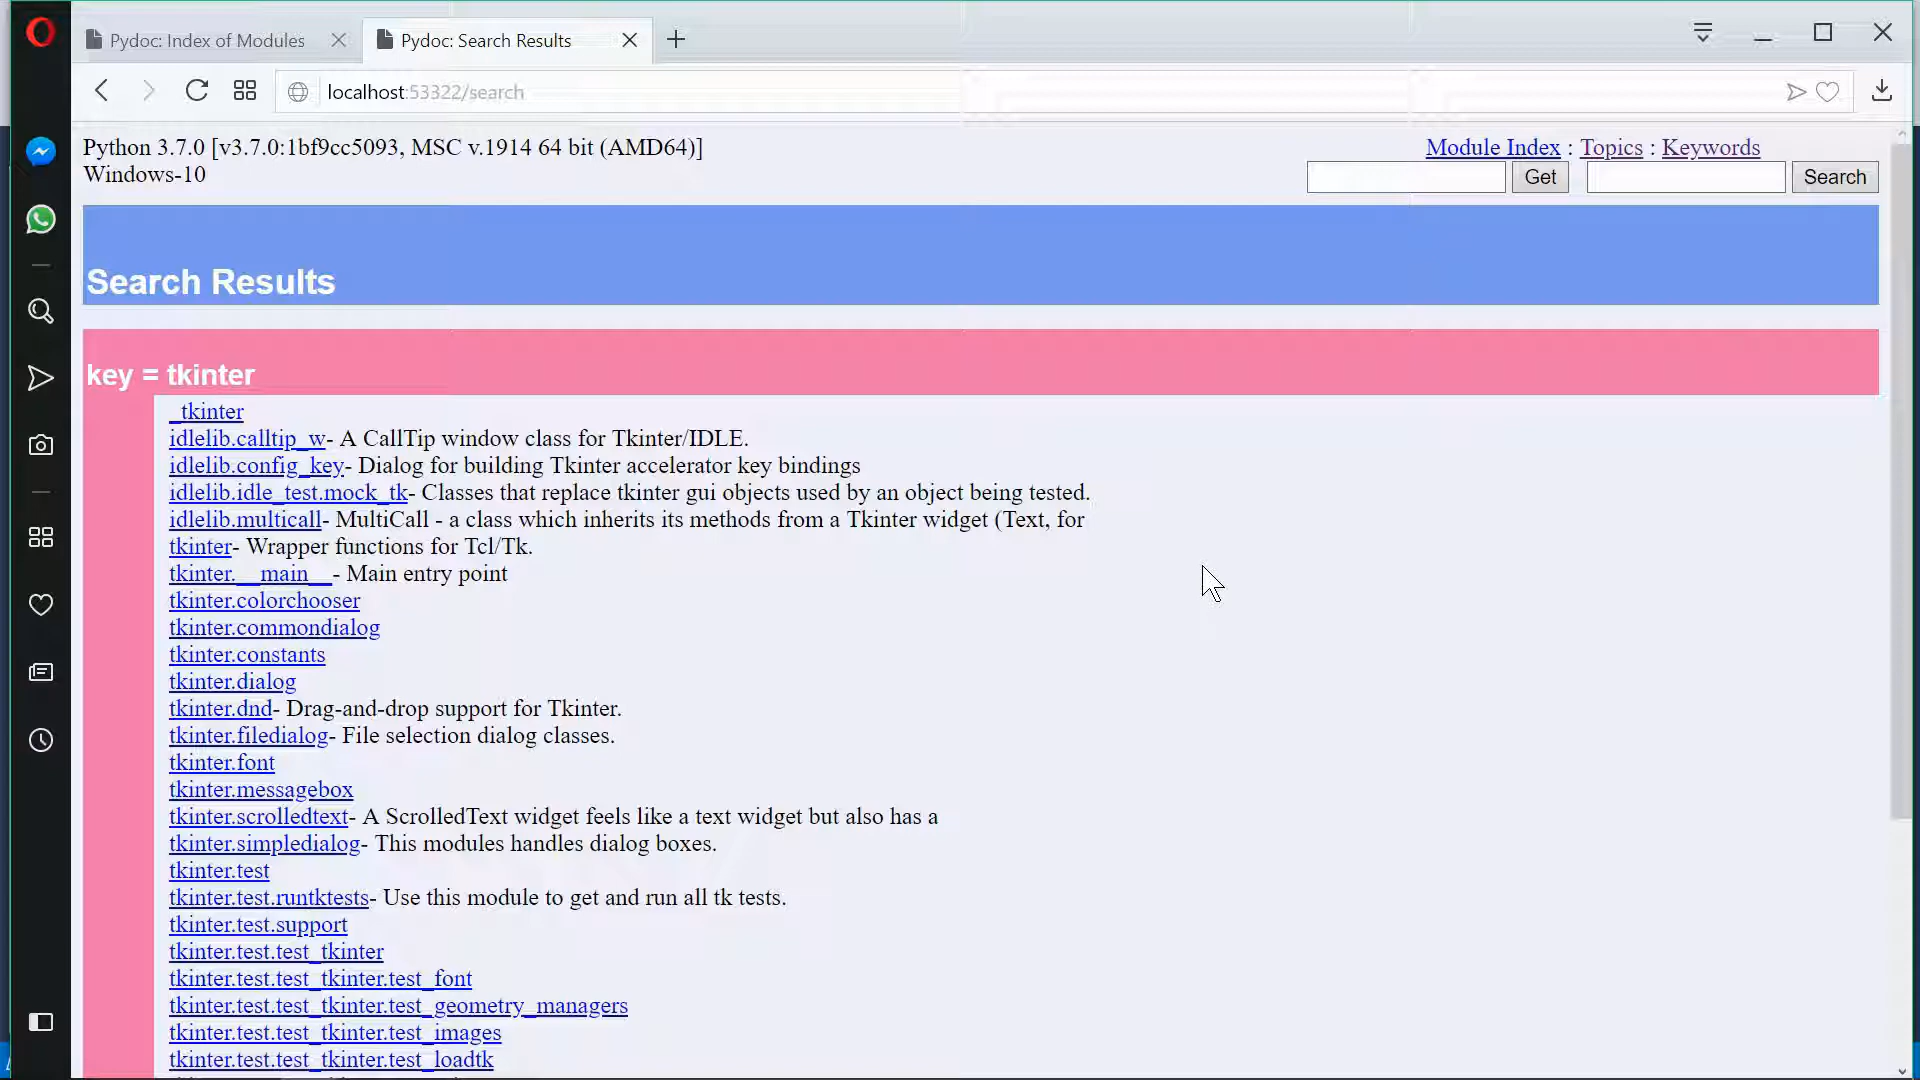 Pydoc: Index of Modules
Pydoc: Search Results
localhost:53322/search
Python 3.7.0 [v3.7.0:1bf9cc5093, MSC v.1914 64 bit (AMD64)]
Windows-10
Module Index : Topics : Keywords
Get
Search
Search Results
key = tkinter
_tkinter
idlelib.calltip_w- A CallTip window class for Tkinter/IDLE.
idlelib.config_key- Dialog for building Tkinter accelerator key bindings
idlelib.idle_test.mock_tk- Classes that replace tkinter gui objects used by an object being tested.
idlelib.multicall- MultiCall - a class which inherits its methods from a Tkinter widget (Text, for
tkinter- Wrapper functions for Tcl/Tk.
tkinter.__main__- Main entry point
tkinter.colorchooser
tkinter.commondialog
tkinter.constants
tkinter.dialog
tkinter.dnd- Drag-and-drop support for Tkinter.
tkinter.filedialog- File selection dialog classes.
tkinter.font
tkinter.messagebox
tkinter.scrolledtext- A ScrolledText widget feels like a text widget but also has a
tkinter.simpledialog- This modules handles dialog boxes.
tkinter.test
tkinter.test.runtktests- Use this module to get and run all tk tests.
tkinter.test.support
tkinter.test.test_tkinter
tkinter.test.test_tkinter.test_font
tkinter.test.test_tkinter.test_geometry_managers
tkinter.test.test_tkinter.test_images
tkinter.test.test_tkinter.test_loadtk